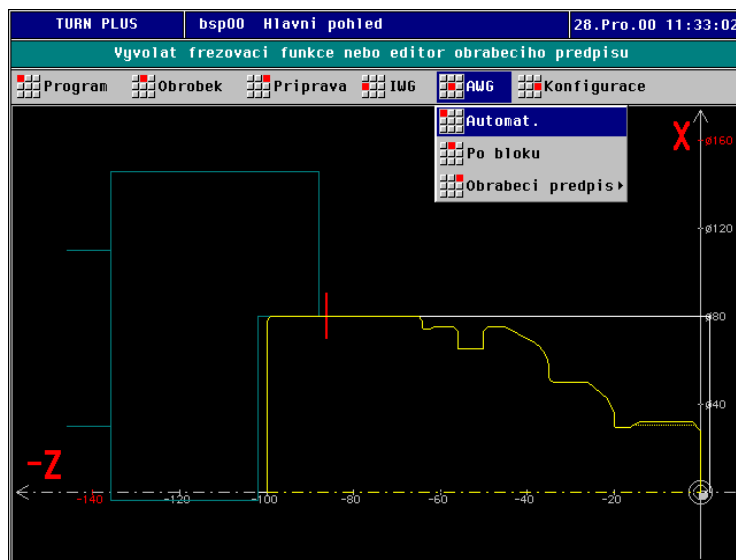 TURN PLUS bsp00 Hlavni pohled 28.Pro.00 11:33:02
Vyvolat frezovaci funkce nebo editor obrabeciho predpisu
Program Obrobek Priprava IWG AWG Konfigurace
Automat.
Po bloku
Obrabeci predpis
X
ø160
ø120
ø80
ø40
-Z
-140 -120 -100 -80 -60 -40 -20